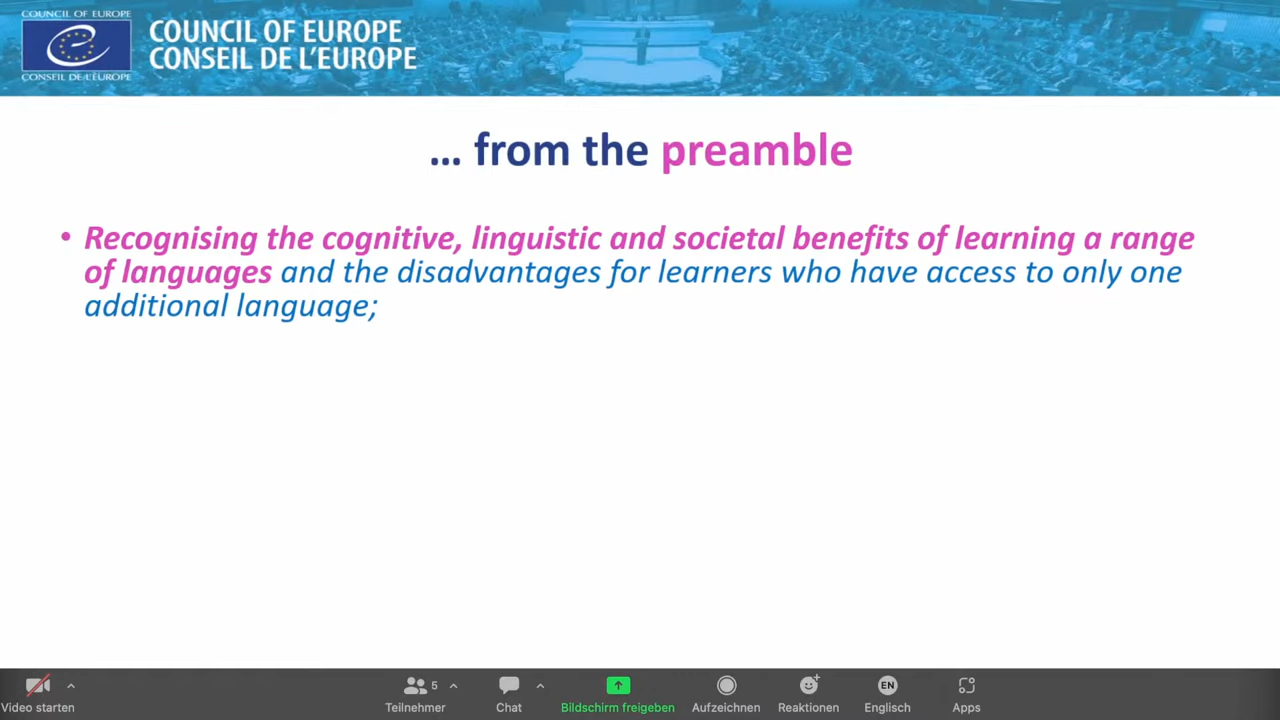 COUNCIL OF EUROPE
CONSEIL DE L'EUROPE
COUNCIL OF EUROPE
CONSEIL DE L'EUROPE
... from the preamble
• Recognising the cognitive, linguistic and societal benefits of learning a range
of languages and the disadvantages for learners who have access to only one
additional language;
Video starten
5
Teilnehmer
Chat
Bildschirm freigeben
Aufzeichnen
Reaktionen
EN
Englisch
Apps